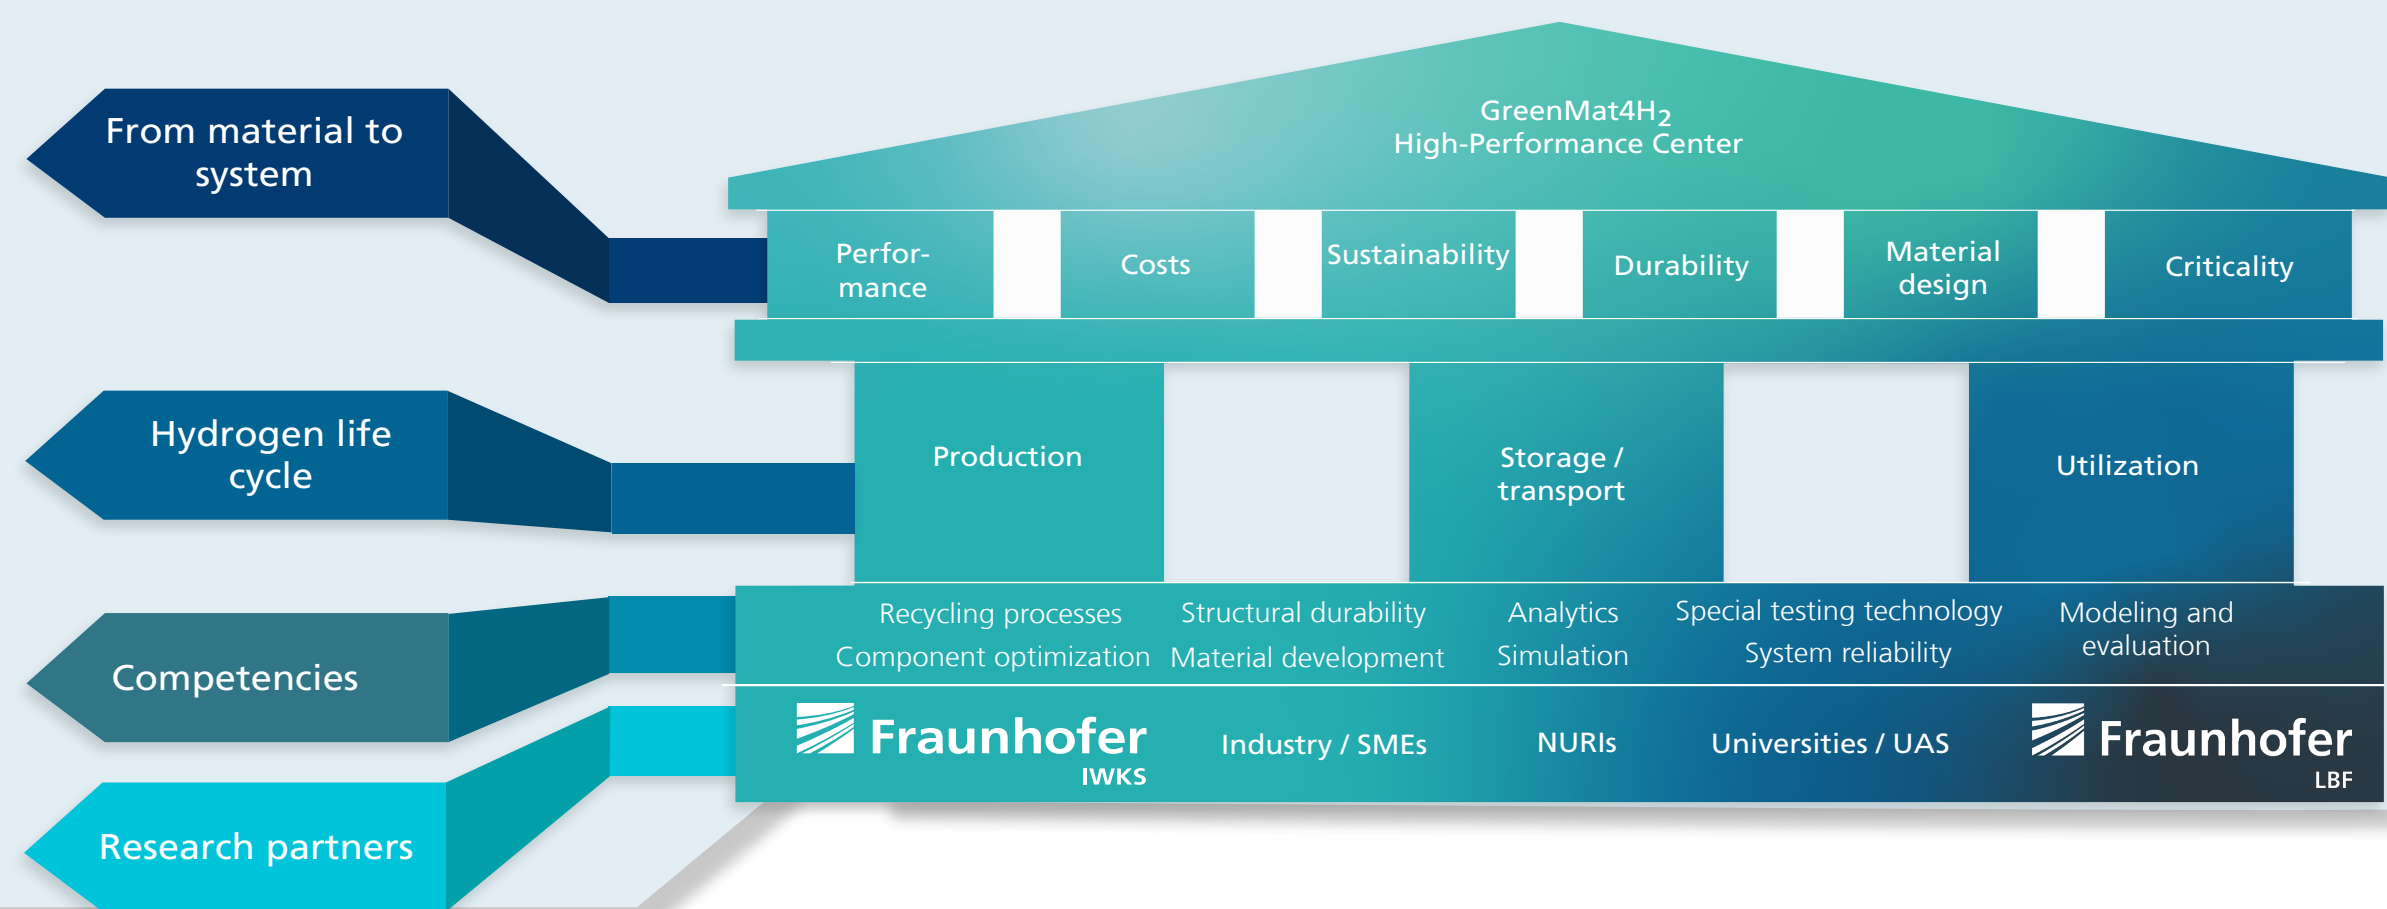 GreenMat4H₂
High-Performance Center
From material to
system
Perfor-
mance
Costs
Sustainability
Durability
Material
design
Criticality
Hydrogen life
cycle
Production
Storage /
transport
Utilization
Competencies
Recycling processes
Component optimization
Structural durability
Material development
Analytics
Simulation
Special testing technology
System reliability
Modeling and
evaluation
Research partners
Fraunhofer
IWKS
Industry / SMEs
NURIs
Universities / UAS
Fraunhofer
LBF